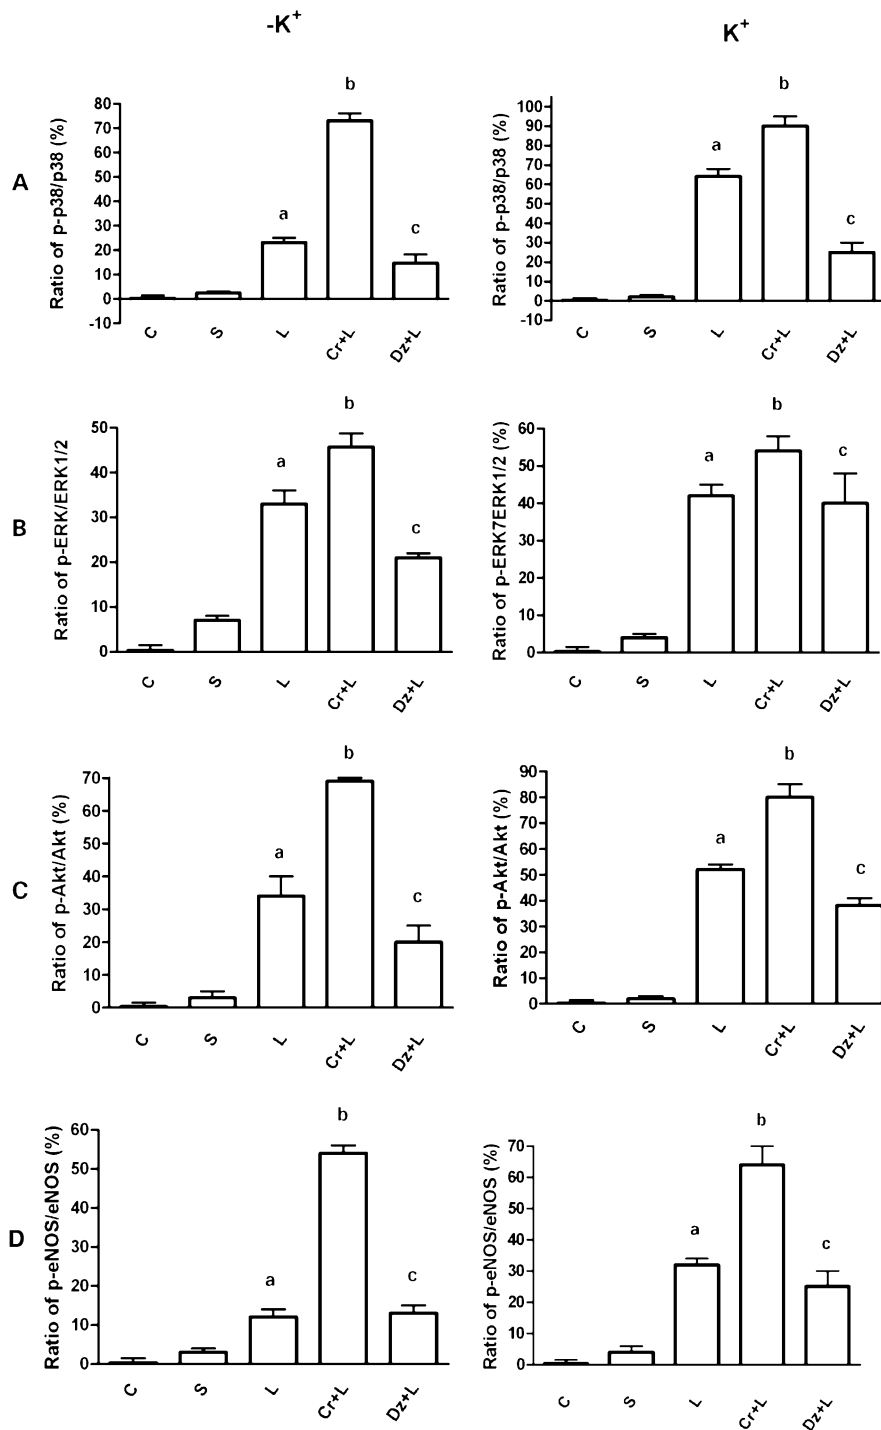 -K+
K+
A
Ratio of p-p38/p38 (%)
80
70
60
50
40
30
20
10
0
-10
a
b
c
C
S
L
Cr+L
Dz+L
Ratio of p-p38/p38 (%)
100
90
80
70
60
50
40
30
20
10
0
-10
a
b
c
C
S
L
Cr+L
Dz+L
B
Ratio of p-ERK/ERK1/2
50
40
30
20
10
0
a
b
c
C
S
L
Cr+L
Dz+L
Ratio of p-ERK7ERK1/2 (%)
60
50
40
30
20
10
0
a
b
c
C
S
L
Cr+L
Dz+L
C
Ratio of p-Akt/Akt (%)
70
60
50
40
30
20
10
0
a
b
c
C
S
L
Cr+L
Dz+L
Ratio of p-Akt/Akt (%)
90
80
70
60
50
40
30
20
10
0
a
b
c
C
S
L
Cr+L
Dz+L
D
Ratio of p-eNOS/eNOS (%)
60
50
40
30
20
10
0
a
b
c
C
S
L
Cr+L
Dz+L
Ratio of p-eNOS/eNOS (%)
70
60
50
40
30
20
10
0
a
b
c
C
S
L
Cr+L
Dz+L